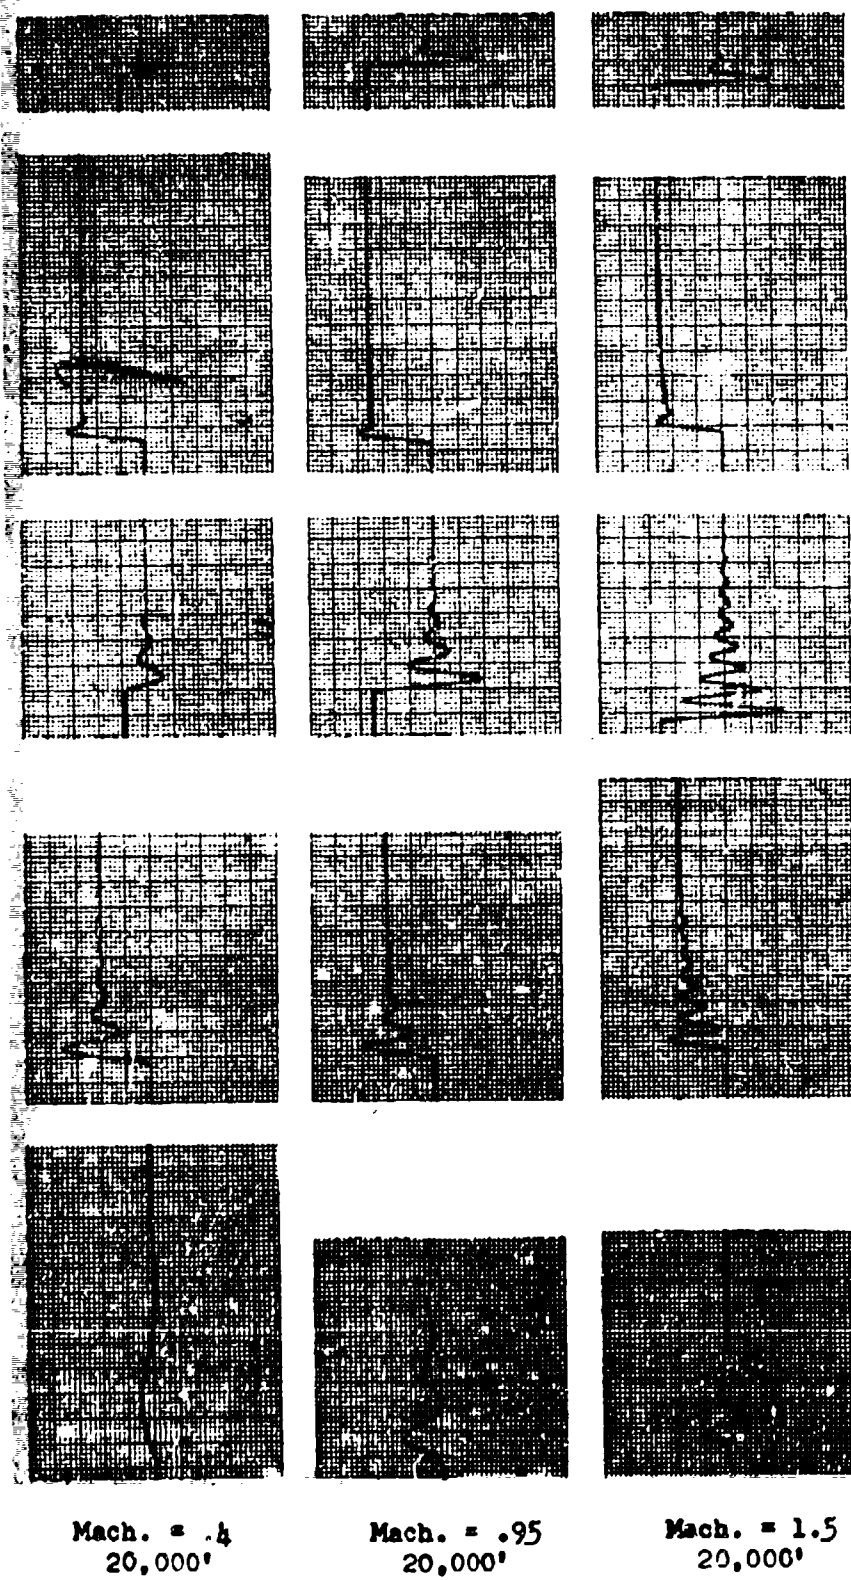 Mach. = .4
20,000'
Mach. = .95
20,000'
Mach. = 1.5
20,000'